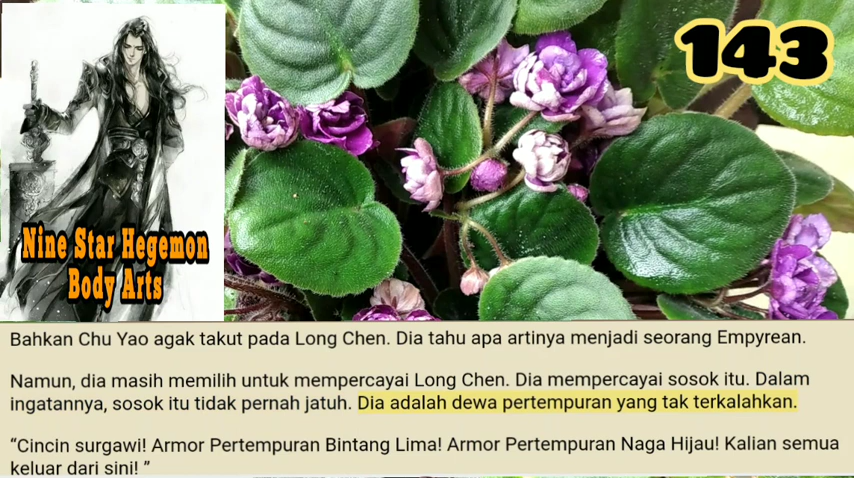 143
Nine Star Hegemon
Body Arts
Bahkan Chu Yao agak takut pada Long Chen. Dia tahu apa artinya menjadi seorang Empyrean.
Namun, dia masih memilih untuk mempercayai Long Chen. Dia mempercayai sosok itu. Dalam
ingatannya, sosok itu tidak pernah jatuh. Dia adalah dewa pertempuran yang tak terkalahkan.
“Cincin surgawi! Armor Pertempuran Bintang Lima! Armor Pertempuran Naga Hijau! Kalian semua
keluar dari sini! ”